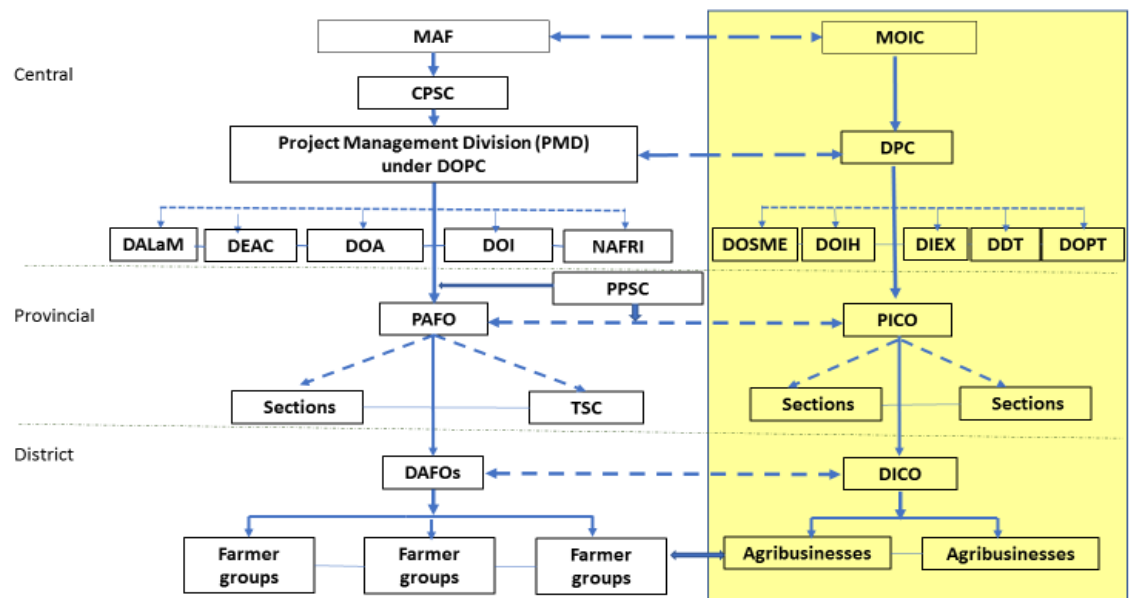 MAF
MOIC
Central
CPSC
Project Management Division (PMD)
under DOPC
DPC
DALaM
DEAC
DOA
DOI
NAFRI
DOSME
DOIH
DIEX
DDT
DOPT
PPSC
Provincial
PAFO
PICO
Sections
TSC
Sections
Sections
District
DAFOs
DICO
Farmer
groups
Farmer
groups
Farmer
groups
Agribusinesses
Agribusinesses